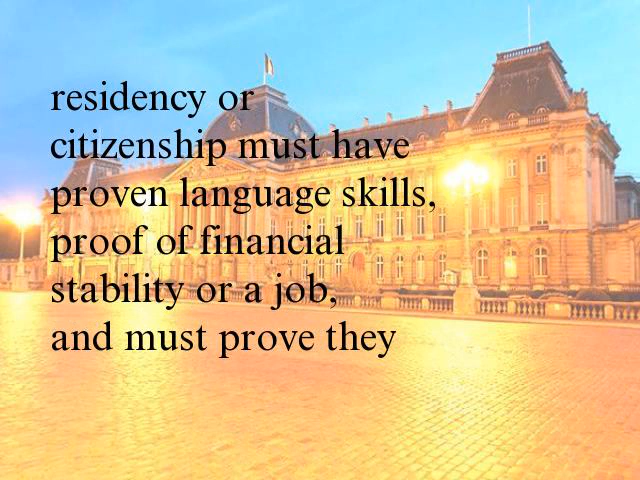 residency or
citizenship must have
proven language skills,
proof of financial
stability or a job,
and must prove they